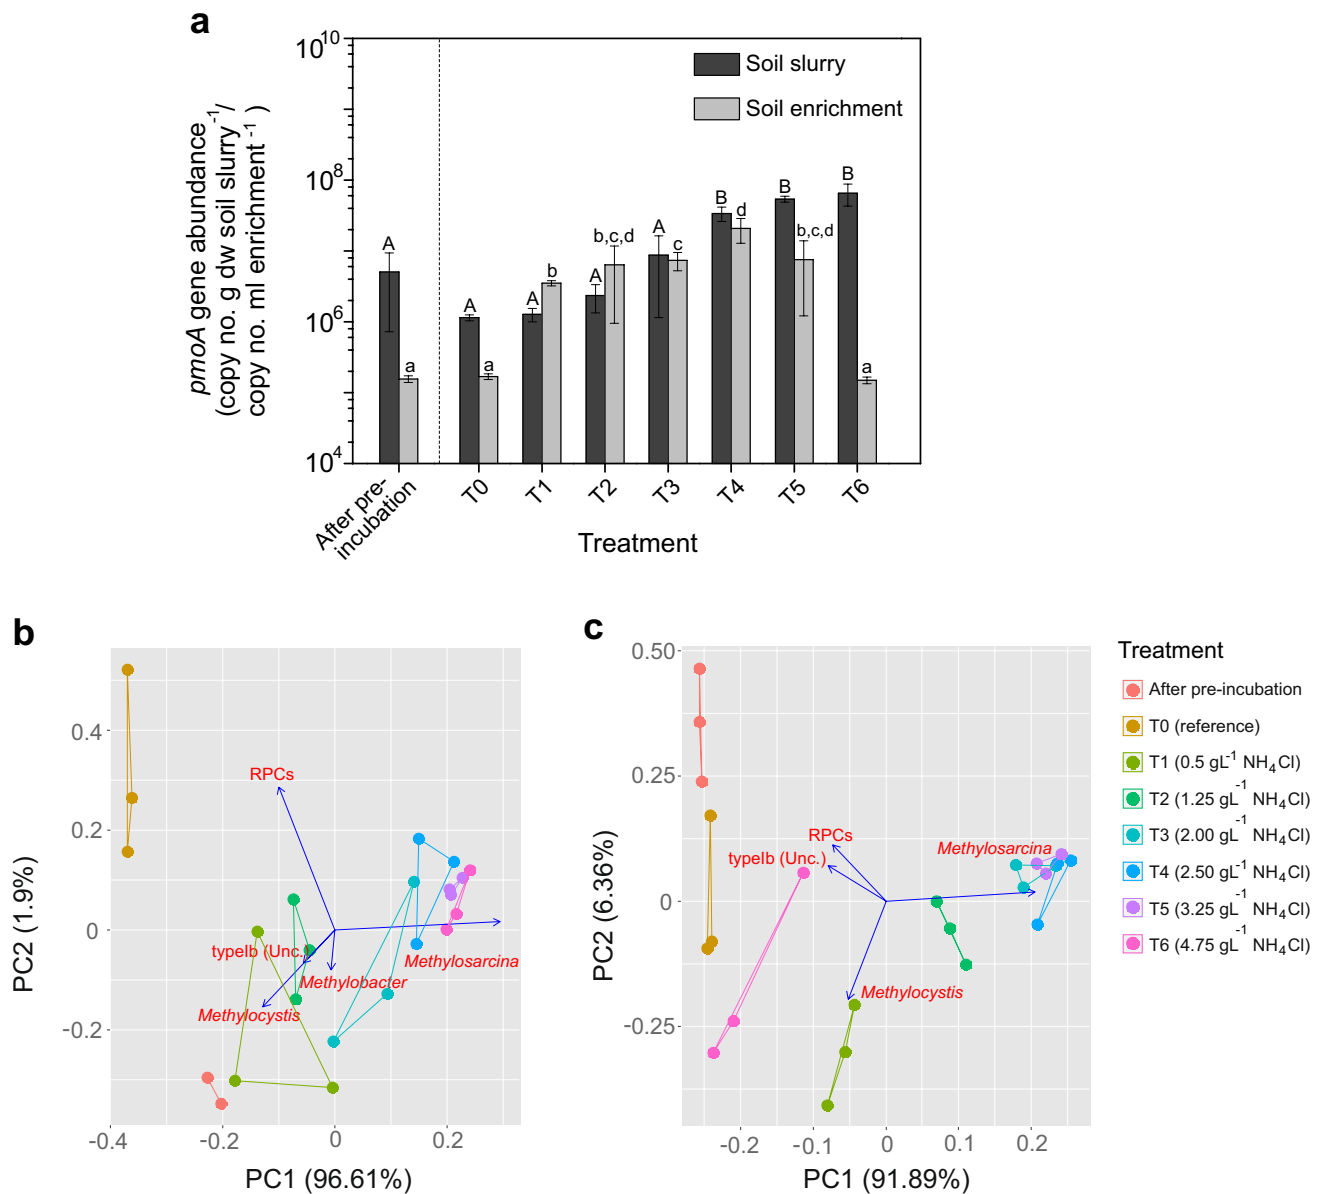 a
10^10
10^8
10^6
10^4
pmoA gene abundance
(copy no. g dw soil slurry^-1/
copy no. ml enrichment^-1)
Soil slurry
Soil enrichment
A
a
A
a
A
b
A
b,c,d
A
c
B
d
B
b,c,d
B
a
After pre-
incubation
T0
T1
T2
T3
T4
T5
T6
Treatment
b
0.4
0.2
0
-0.2
PC2 (1.9%)
RPCs
typeIb (Unc.)
Methylobacter
Methylocystis
Methylosarcina
-0.4
-0.2
0
0.2
PC1 (96.61%)
c
0.50
0.25
0
-0.25
PC2 (6.36%)
RPCs
typeIb (Unc.)
Methylosarcina
Methylocystis
-0.2
-0.1
0
0.1
0.2
PC1 (91.89%)
Treatment
After pre-incubation
T0 (reference)
T1 (0.5 gL^-1 NH4Cl)
T2 (1.25 gL^-1 NH4Cl)
T3 (2.00 gL^-1 NH4Cl)
T4 (2.50 gL^-1 NH4Cl)
T5 (3.25 gL^-1 NH4Cl)
T6 (4.75 gL^-1 NH4Cl)